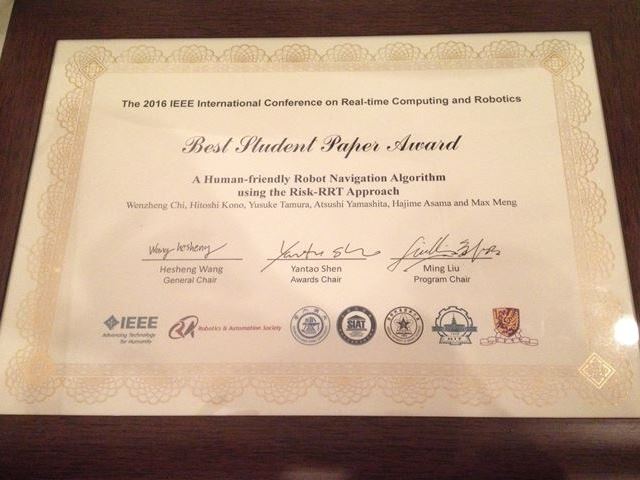 The 2016 IEEE International Conference on Real-time Computing and Robotics
Best Student Paper Award
A Human-friendly Robot Navigation Algorithm
using the Risk-RRT Approach
Wenzheng Chi, Hitoshi Kono, Yusuke Tamura, Atsushi Yamashita, Hajime Asama and Max Meng
Wang hesheng
Hesheng Wang
General Chair
Yantao Shen
Awards Chair
Ming Liu
Program Chair
IEEE
Advancing Technology
for Humanity
Robotics & Automation Society
SIAT
HIT